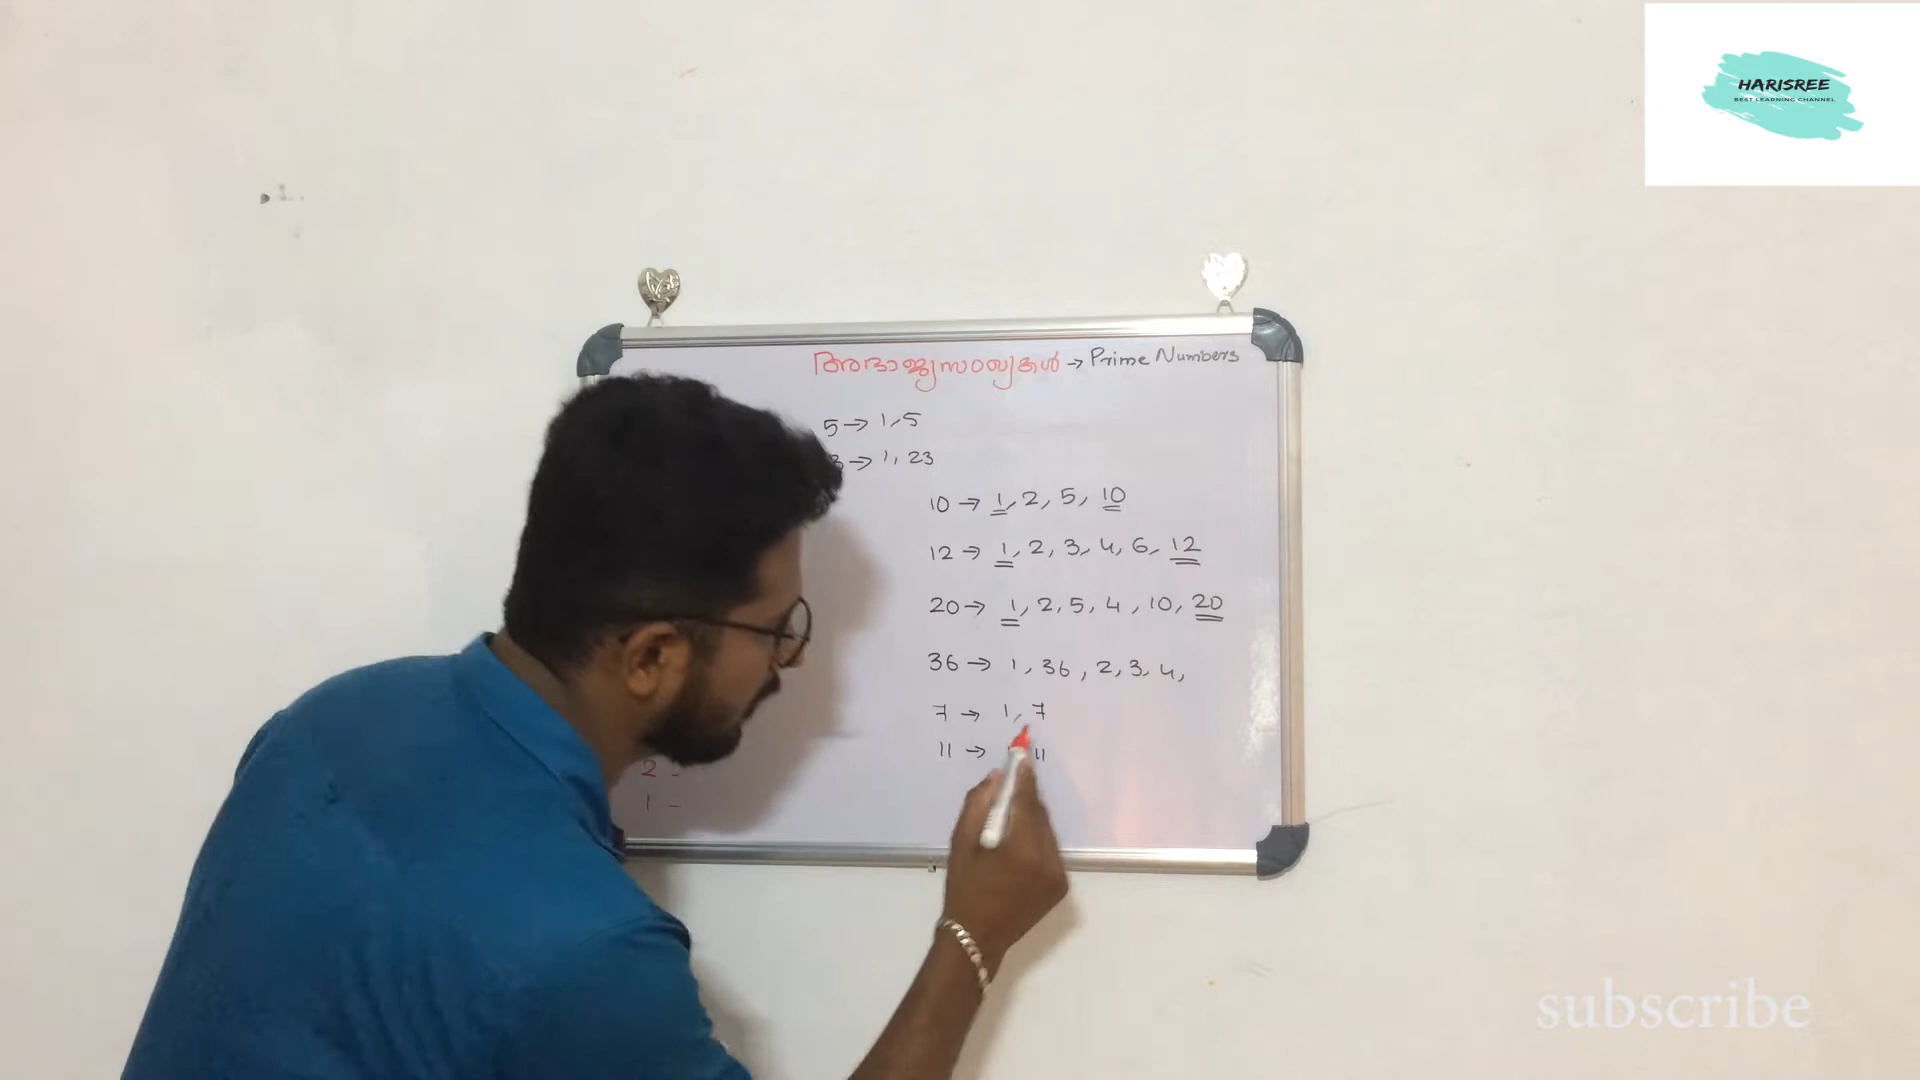 HARISREE
BEST LEARNING CHANNEL
അഭാജ്യസംഖ്യകൾ → Prime Numbers
5 → 1, 5
3 → 1, 23
10 → 1, 2, 5, 10
12 → 1, 2, 3, 4, 6, 12
20 → 1, 2, 5, 4, 10, 20
36 → 1, 36, 2, 3, 4,
7 → 1, 7
11 → 11
2 -
1 -
subscribe